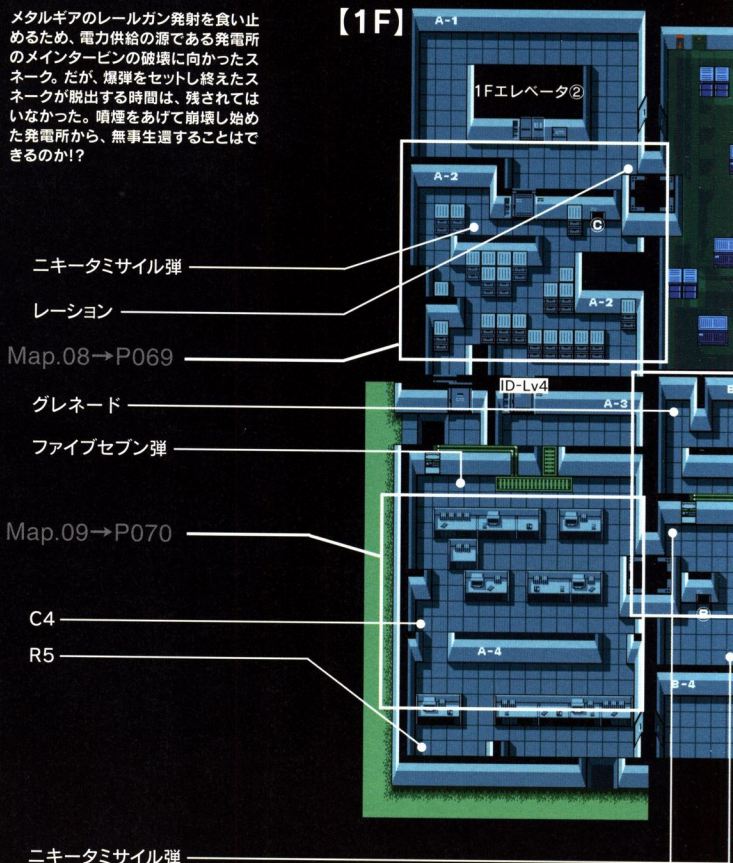 メタルギアのレールガン発射を食い止
めるため、電力供給の源である発電所
のメインタービンの破壊に向かったス
ネーク。だが、爆弾をセットし終えたス
ネークが脱出する時間は、残されては
いなかった。噴煙をあげて崩壊し始め
た発電所から、無事生還することはで
きるのか!?
【1F】
A-1
1Fエレベータ②
A-2
C
ニキータミサイル弾
レーション
A-2
Map.08→P069
ID-Lv4
グレネード
A-3
ファイブセブン弾
Map.09→P070
C4
R5
A-4
B-4
ニキータミサイル弾